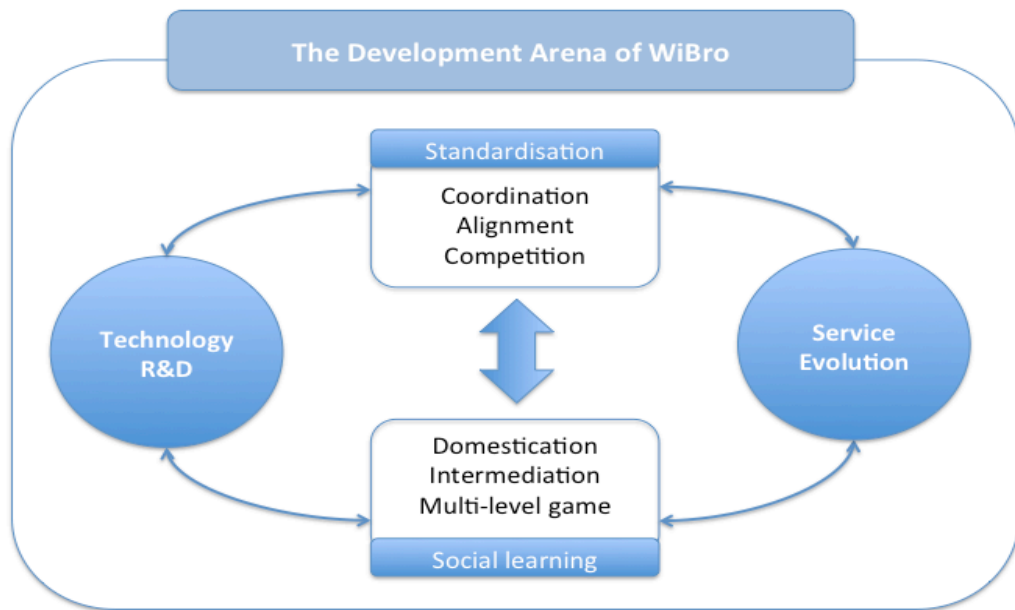 The Development Arena of WiBro
Standardisation
Coordination
Alignment
Competition
Technology
R&D
Service
Evolution
Domestication
Intermediation
Multi-level game
Social learning